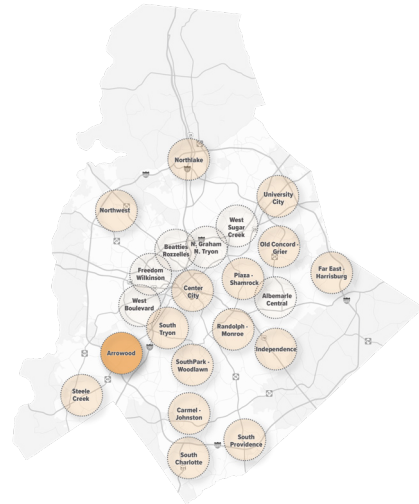 Northlake
University
City
Northwest
West
Sugar
Creek
Beatties
Rozzelles
N. Graham
N. Tryon
Old Concord -
Grier
Freedom
Wilkinson
Plaza -
Shamrock
Far East -
Harrisburg
Center
City
Albemarle
Central
West
Boulevard
South
Tryon
Randolph -
Monroe
Arrowood
Independence
SouthPark -
Woodlawn
Steele
Creek
Carmel -
Johnston
South
Providence
South
Charlotte